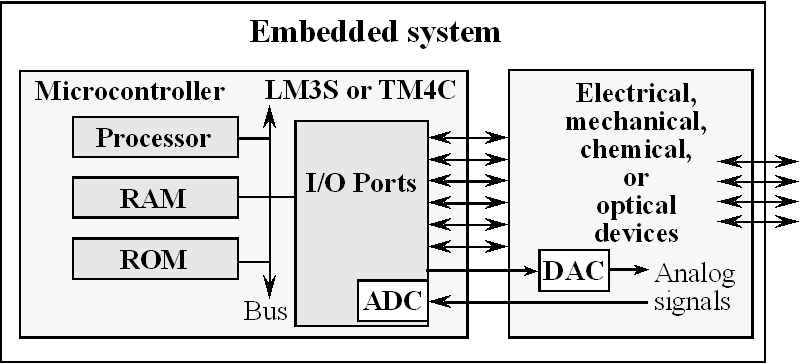 Embedded system
Microcontroller
LM3S or TM4C
Processor
RAM
ROM
Bus
I/O Ports
ADC
Electrical,
mechanical,
chemical,
or
optical
devices
DAC
Analog
signals